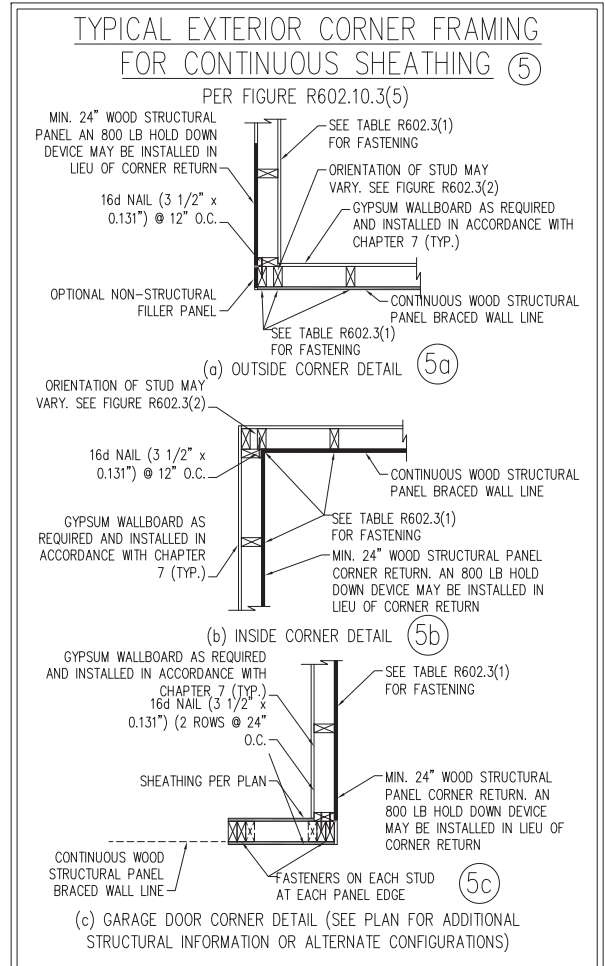 TYPICAL EXTERIOR CORNER FRAMING
FOR CONTINUOUS SHEATHING 5
PER FIGURE R602.10.3(5)
MIN. 24" WOOD STRUCTURAL
PANEL AN 800 LB HOLD DOWN
DEVICE MAY BE INSTALLED IN
LIEU OF CORNER RETURN
16d NAIL (3 1/2" x
0.131") @ 12" O.C.
OPTIONAL NON-STRUCTURAL
FILLER PANEL
SEE TABLE R602.3(1)
FOR FASTENING
ORIENTATION OF STUD MAY
VARY. SEE FIGURE R602.3(2)
GYPSUM WALLBOARD AS REQUIRED
AND INSTALLED IN ACCORDANCE WITH
CHAPTER 7 (TYP.)
CONTINUOUS WOOD STRUCTURAL
PANEL BRACED WALL LINE
SEE TABLE R602.3(1)
FOR FASTENING
(a) OUTSIDE CORNER DETAIL 5a
ORIENTATION OF STUD MAY
VARY. SEE FIGURE R602.3(2)
16d NAIL (3 1/2" x
0.131") @ 12" O.C.
GYPSUM WALLBOARD AS
REQUIRED AND INSTALLED IN
ACCORDANCE WITH CHAPTER
7 (TYP.)
CONTINUOUS WOOD STRUCTURAL
PANEL BRACED WALL LINE
SEE TABLE R602.3(1)
FOR FASTENING
MIN. 24" WOOD STRUCTURAL PANEL
CORNER RETURN. AN 800 LB HOLD
DOWN DEVICE MAY BE INSTALLED IN
LIEU OF CORNER RETURN
(b) INSIDE CORNER DETAIL 5b
GYPSUM WALLBOARD AS REQUIRED
AND INSTALLED IN ACCORDANCE WITH
CHAPTER 7 (TYP.)
16d NAIL (3 1/2" x
0.131") (2 ROWS @ 24"
O.C.
SHEATHING PER PLAN
CONTINUOUS WOOD
STRUCTURAL PANEL
BRACED WALL LINE
SEE TABLE R602.3(1)
FOR FASTENING
MIN. 24" WOOD STRUCTURAL
PANEL CORNER RETURN. AN
800 LB HOLD DOWN DEVICE
MAY BE INSTALLED IN LIEU OF
CORNER RETURN
FASTENERS ON EACH STUD
AT EACH PANEL EDGE
5c
(c) GARAGE DOOR CORNER DETAIL (SEE PLAN FOR ADDITIONAL
STRUCTURAL INFORMATION OR ALTERNATE CONFIGURATIONS)